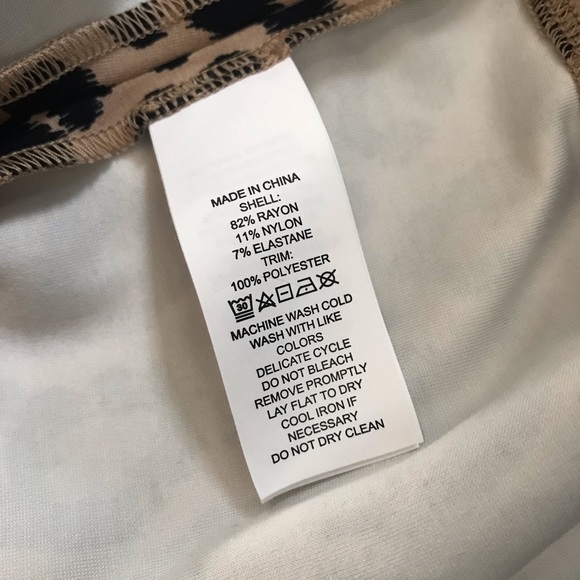 MADE IN CHINA
SHELL:
82% RAYON
11% NYLON
7% ELASTANE
TRIM:
100% POLYESTER
30
MACHINE WASH COLD
WASH WITH LIKE
COLORS
DELICATE CYCLE
DO NOT BLEACH
REMOVE PROMPTLY
LAY FLAT TO DRY
COOL IRON IF
NECESSARY
DO NOT DRY CLEAN